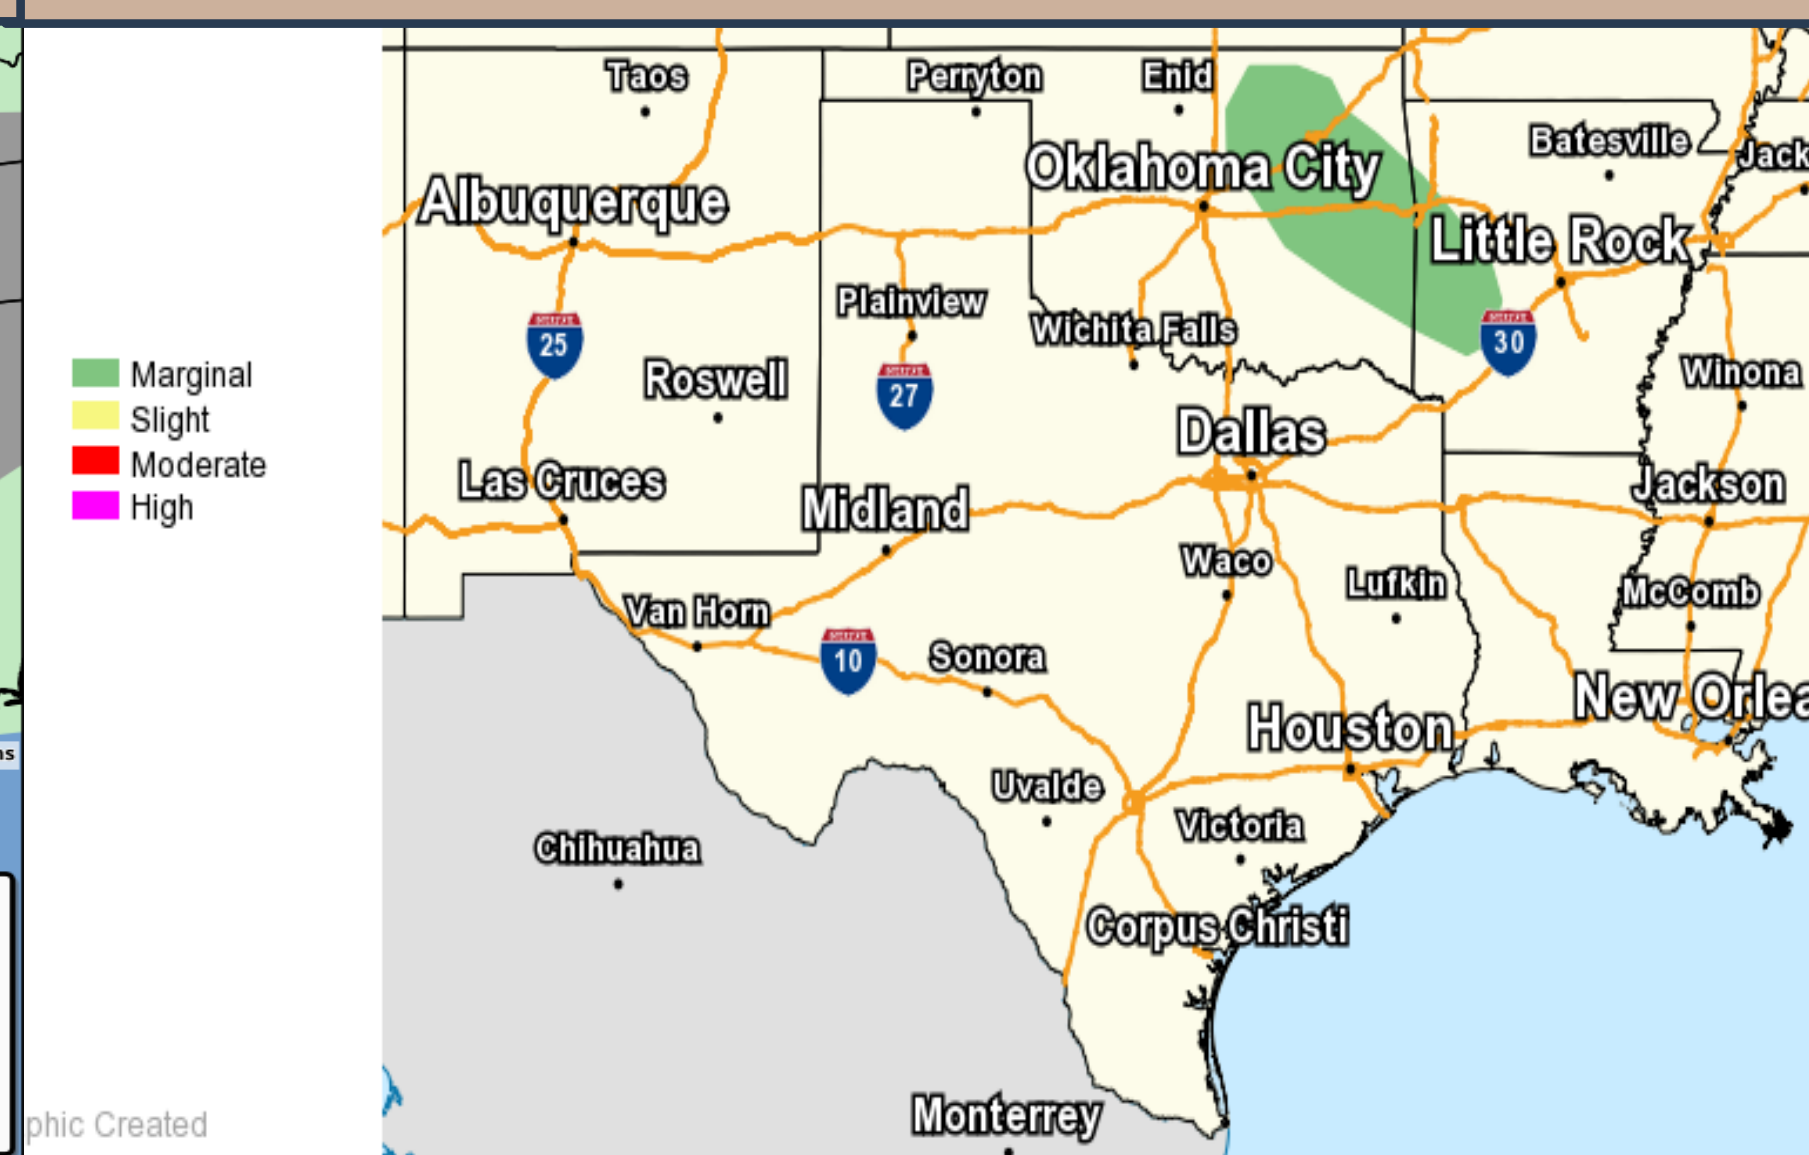 Marginal
Slight
Moderate
High
phic Created
ns
Taos
Perryton
Enid
Batesville
Oklahoma City
Jack
Albuquerque
Little Rock
Plainview
Wichita Falls
25
30
Roswell
27
Winona
Dallas
Las Cruces
Midland
Jackson
Waco
Lufkin
McComb
Van Horn
10
Sonora
New Orlea
Houston
Uvalde
Victoria
Chihuahua
Corpus Christi
Monterrey